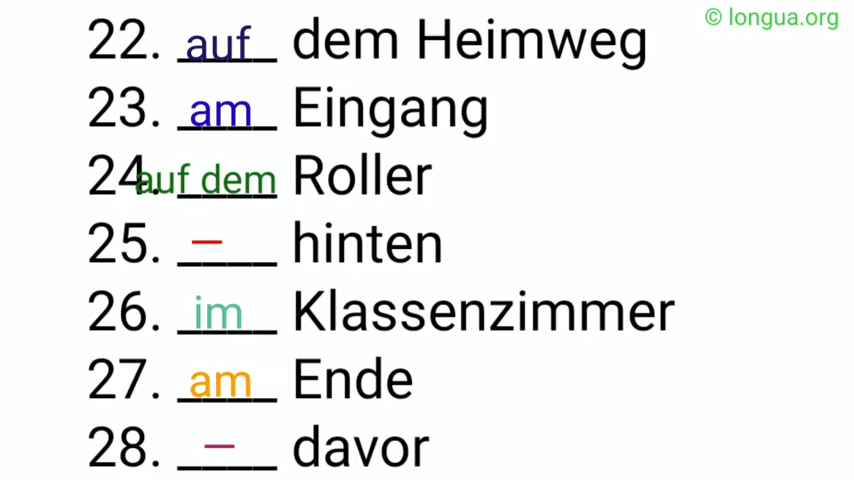 © longua.org
22. auf dem Heimweg
23. am Eingang
24. auf dem Roller
25. – hinten
26. im Klassenzimmer
27. am Ende
28. – davor